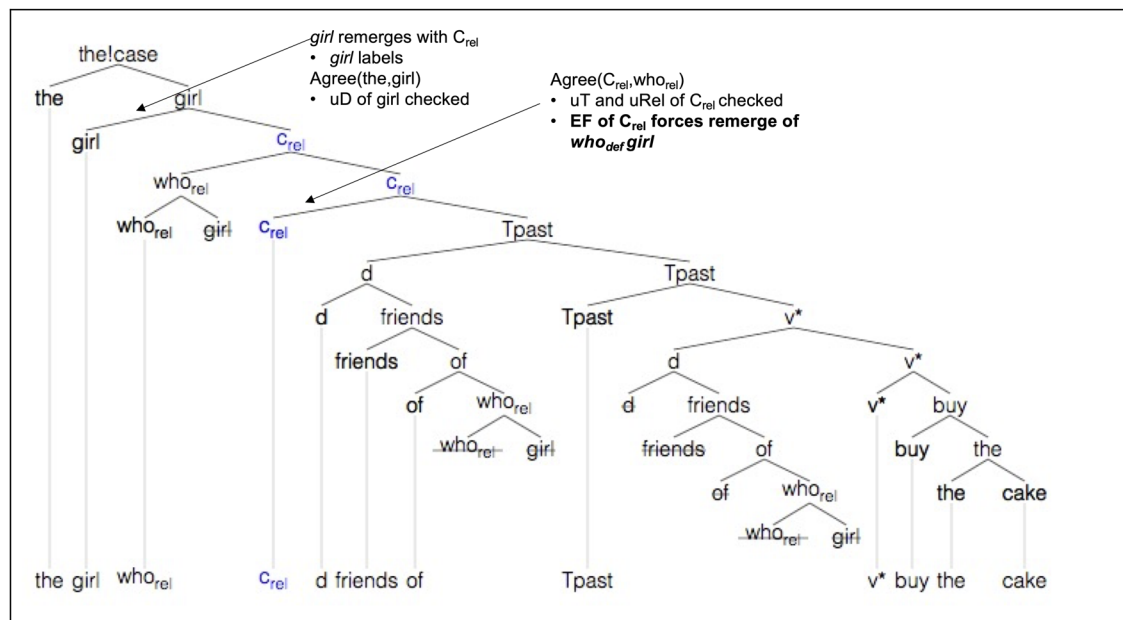 girl remerges with Crel
• girl labels
Agree(the,girl)
• uD of girl checked
Agree(Crel,whorel)
• uT and uRel of Crel checked
• EF of Crel forces remerge of
whodef girl
the!case
the girl
girl crel
whorel crel
whorel girl crel Tpast
d Tpast
d friends Tpast v*
friends of d v*
of whorel d friends v* buy
whorel girl friends of buy the
of whorel the cake
whorel girl
the girl whorel crel d friends of Tpast v* buy the cake